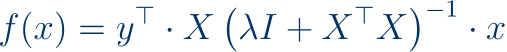 f(x) = y^⊤ · X (λI + X^⊤X)^{−1} · x